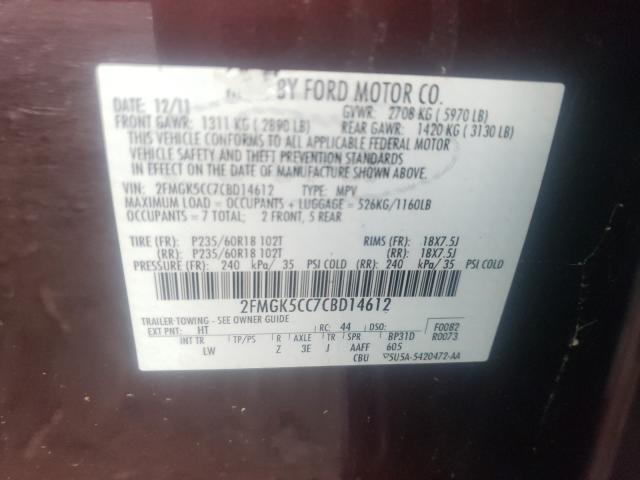 BY FORD MOTOR CO.
DATE: 12/11 GVWR: 2708 KG ( 5970 LB)
FRONT GAWR: 1311 KG ( 2890 LB) REAR GAWR: 1420 KG ( 3130 LB)
THIS VEHICLE CONFORMS TO ALL APPLICABLE FEDERAL MOTOR
VEHICLE SAFETY AND THEFT PREVENTION STANDARDS
IN EFFECT ON THE DATE OF MANUFACTURE SHOWN ABOVE.
VIN: 2FMGK5CC7CBD14612 TYPE: MPV
MAXIMUM LOAD = OCCUPANTS + LUGGAGE = 526KG/1160LB
OCCUPANTS = 7 TOTAL; 2 FRONT, 5 REAR
TIRE (FR): P235/60R18 102T RIMS (FR): 18X7.5J
(RR): P235/60R18 102T (RR): 18X7.5J
PRESSURE (FR): 240 kPa/ 35 PSI COLD (RR): 240 kPa/ 35 PSI COLD
2FMGK5CC7CBD14612
TRAILER TOWING - SEE OWNER GUIDE
EXT PNT: HT RC: 44 DSO: F0082
R0073
INT TR TP/PS R AXLE TR SPR BP31D
LW Z 3E J AAFF 605
CBU 5U5A-5420472-AA